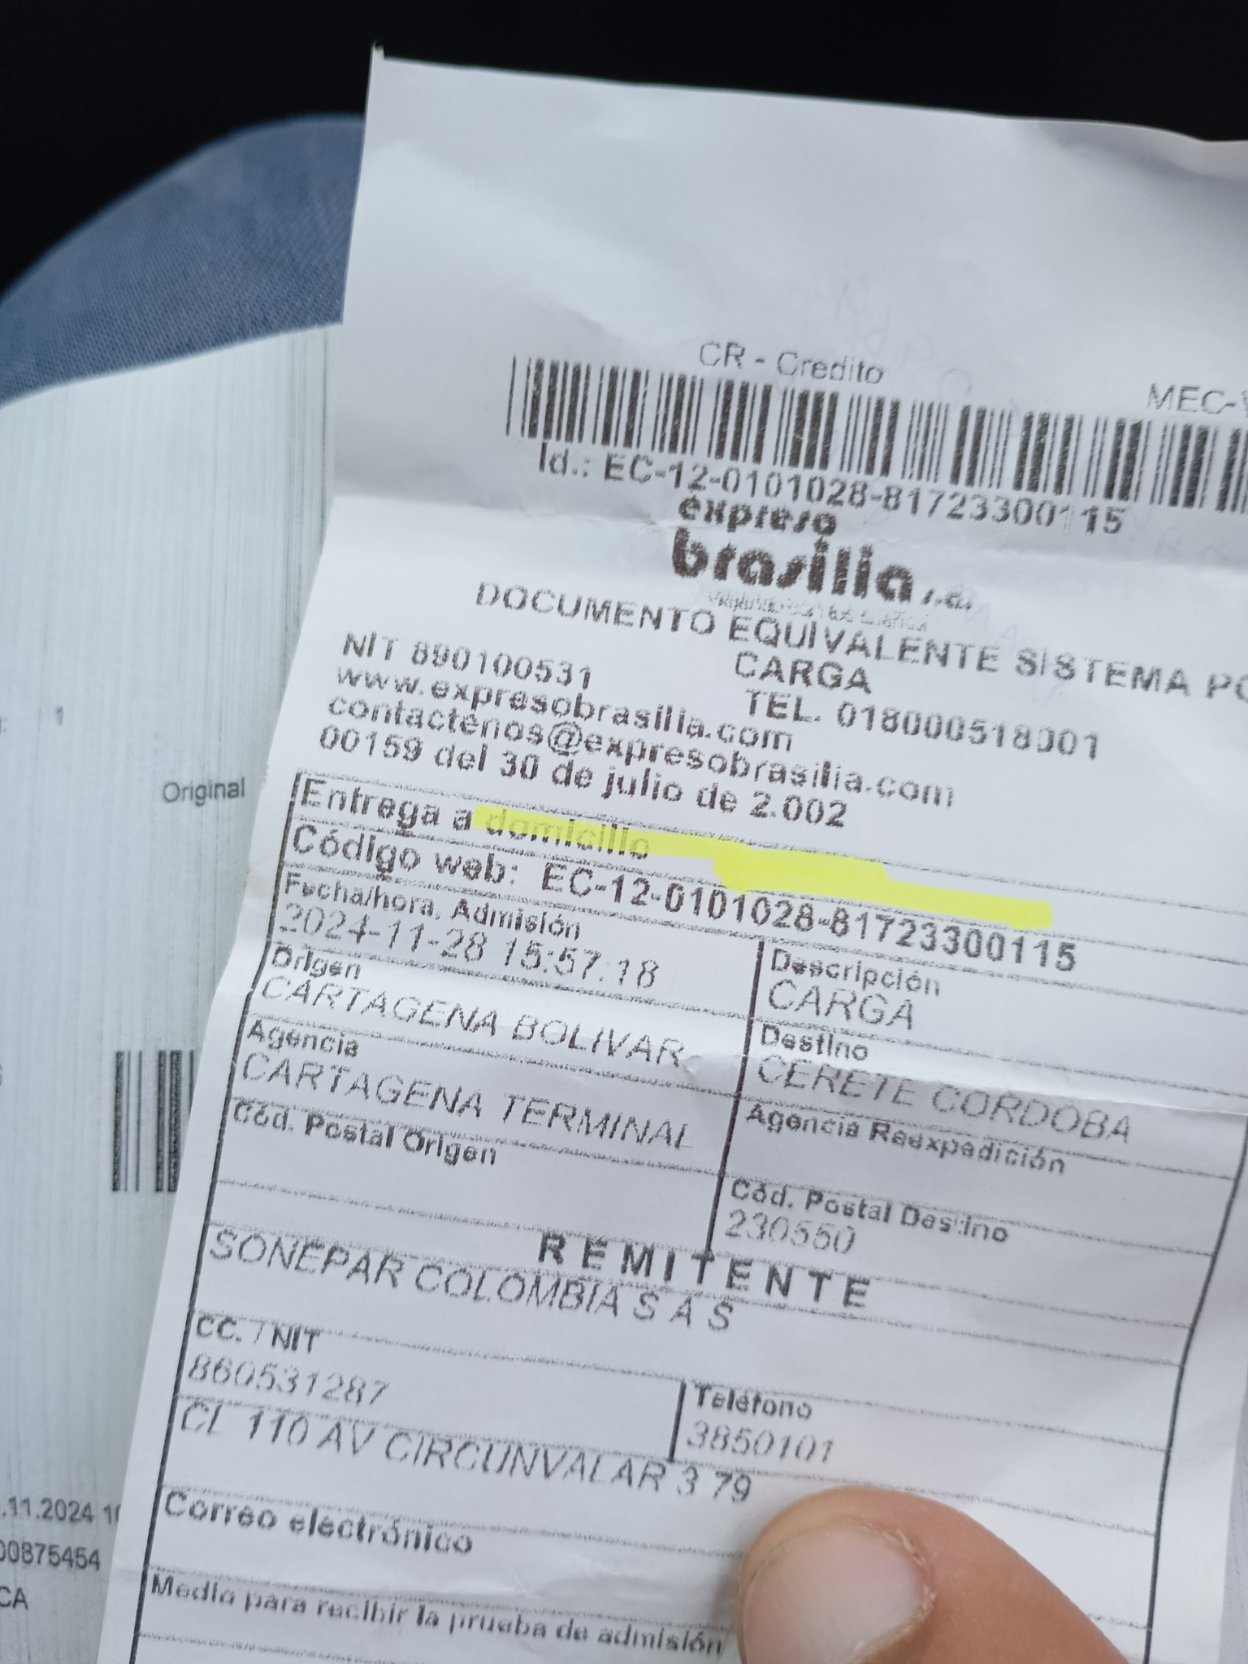 CR - Credito
MEC-
Id.: EC-12-0101028-81723300115
expreso
brasilia s.a.
DOCUMENTO EQUIVALENTE SISTEMA PO
CARGA
NIT 890100531
TEL. 018000518001
www.expresobrasilia.com
contactenos@expresobrasilia.com
00159 del 30 de julio de 2.002
Entrega a domicilio
Código web: EC-12-0101028-81723300115
Fecha/hora. Admisión
2024-11-28 15:57:18
Descripción
CARGA
Origen
CARTAGENA BOLIVAR
Destino
CERETE CORDOBA
Agencia
CARTAGENA TERMINAL
Agencia Reexpedición
Cód. Postal Origen
Cód. Postal Destino
230550
REMITENTE
SONEPAR COLOMBIA S A S
CC. / NIT
860531287
Teléfono
3850101
CL 110 AV CIRCUNVALAR 3 79
Correo electrónico
Medio para recibir la prueba de admisión
1
Original
.11.2024 1
00875454
CA